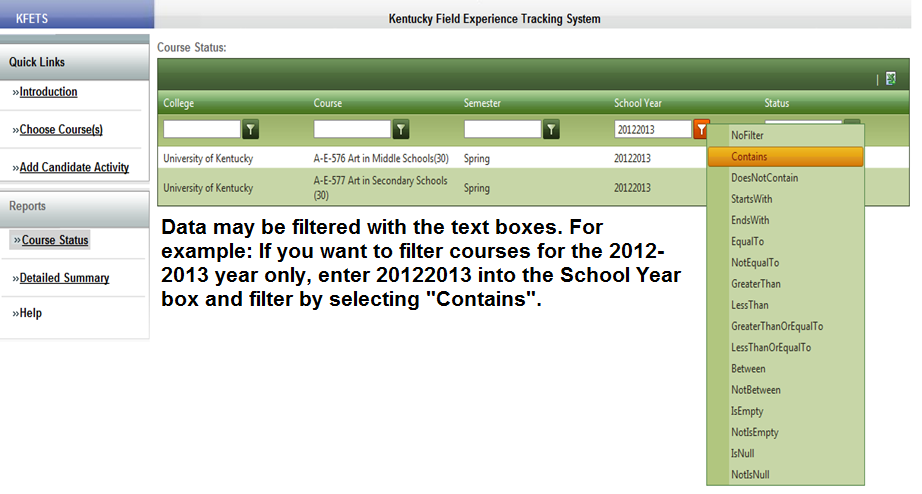 KFETS
Kentucky Field Experience Tracking System
Quick Links
»Introduction
»Choose Course(s)
»Add Candidate Activity
Reports
»Course Status
»Detailed Summary
»Help
Course Status:
|
College Course Semester School Year Status
20122013
University of Kentucky A-E-576 Art in Middle Schools(30) Spring 20122013
University of Kentucky A-E-577 Art in Secondary Schools (30) Spring 20122013
NoFilter
Contains
DoesNotContain
StartsWith
EndsWith
EqualTo
NotEqualTo
GreaterThan
LessThan
GreaterThanOrEqualTo
LessThanOrEqualTo
Between
NotBetween
IsEmpty
NotIsEmpty
IsNull
NotIsNull
Data may be filtered with the text boxes. For
example: If you want to filter courses for the 2012-
2013 year only, enter 20122013 into the School Year
box and filter by selecting "Contains".